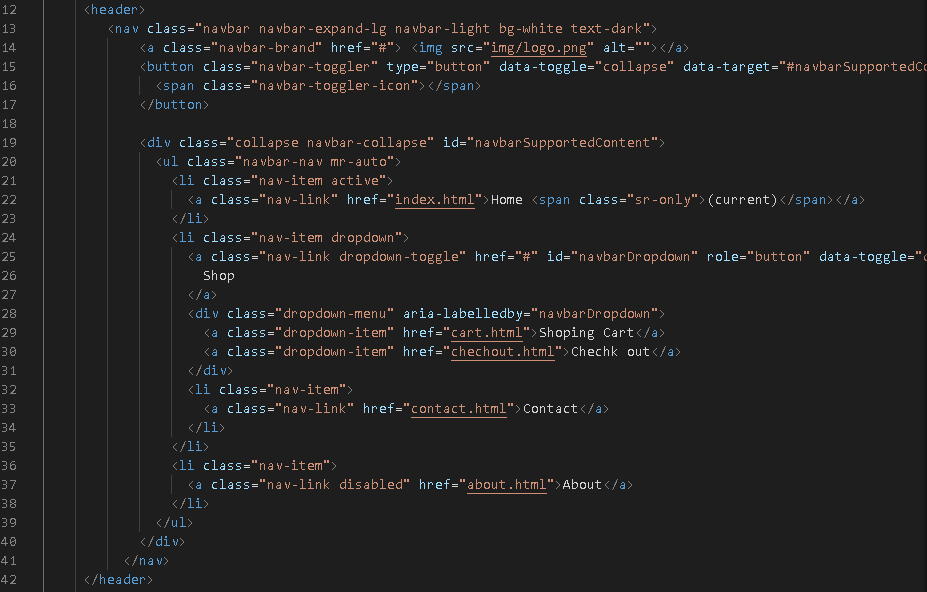 12 <header>
13 <nav class="navbar navbar-expand-lg navbar-light bg-white text-dark">
14 <a class="navbar-brand" href="#"> <img src="img/logo.png" alt=""></a>
15 <button class="navbar-toggler" type="button" data-toggle="collapse" data-target="#navbarSupportedCo
16 <span class="navbar-toggler-icon"></span>
17 </button>
18
19 <div class="collapse navbar-collapse" id="navbarSupportedContent">
20 <ul class="navbar-nav mr-auto">
21 <li class="nav-item active">
22 <a class="nav-link" href="index.html">Home <span class="sr-only">(current)</span></a>
23 </li>
24 <li class="nav-item dropdown">
25 <a class="nav-link dropdown-toggle" href="#" id="navbarDropdown" role="button" data-toggle="d
26 Shop
27 </a>
28 <div class="dropdown-menu" aria-labelledby="navbarDropdown">
29 <a class="dropdown-item" href="cart.html">Shoping Cart</a>
30 <a class="dropdown-item" href="chechout.html">Chechk out</a>
31 </div>
32 <li class="nav-item">
33 <a class="nav-link" href="contact.html">Contact</a>
34 </li>
35 </li>
36 <li class="nav-item">
37 <a class="nav-link disabled" href="about.html">About</a>
38 </li>
39 </ul>
40 </div>
41 </nav>
42 </header>